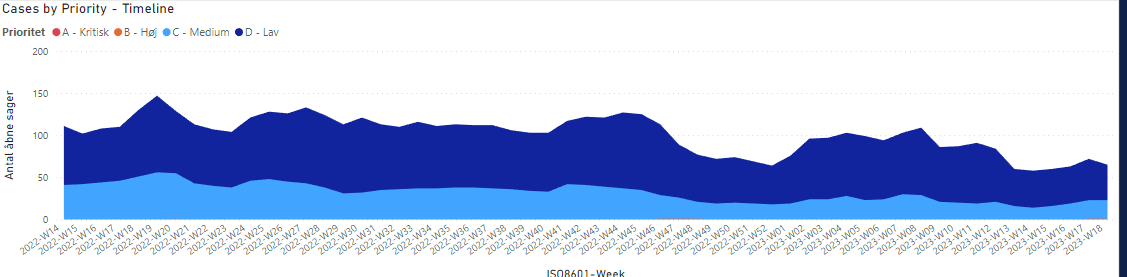 Cases by Priority - Timeline
Prioritet A - Kritisk B - Høj C - Medium D - Lav
200
150
100
50
0
Antal åbne sager
2022-W14 2022-W15 2022-W16 2022-W17 2022-W18 2022-W19 2022-W20 2022-W21 2022-W22 2022-W23 2022-W24 2022-W25 2022-W26 2022-W27 2022-W28 2022-W29 2022-W30 2022-W31 2022-W32 2022-W33 2022-W34 2022-W35 2022-W36 2022-W37 2022-W38 2022-W39 2022-W40 2022-W41 2022-W42 2022-W43 2022-W44 2022-W45 2022-W46 2022-W47 2022-W48 2022-W49 2022-W50 2022-W51 2022-W52 2023-W01 2023-W02 2023-W03 2023-W04 2023-W05 2023-W06 2023-W07 2023-W08 2023-W09 2023-W10 2023-W11 2023-W12 2023-W13 2023-W14 2023-W15 2023-W16 2023-W17 2023-W18
ISO8601-Week